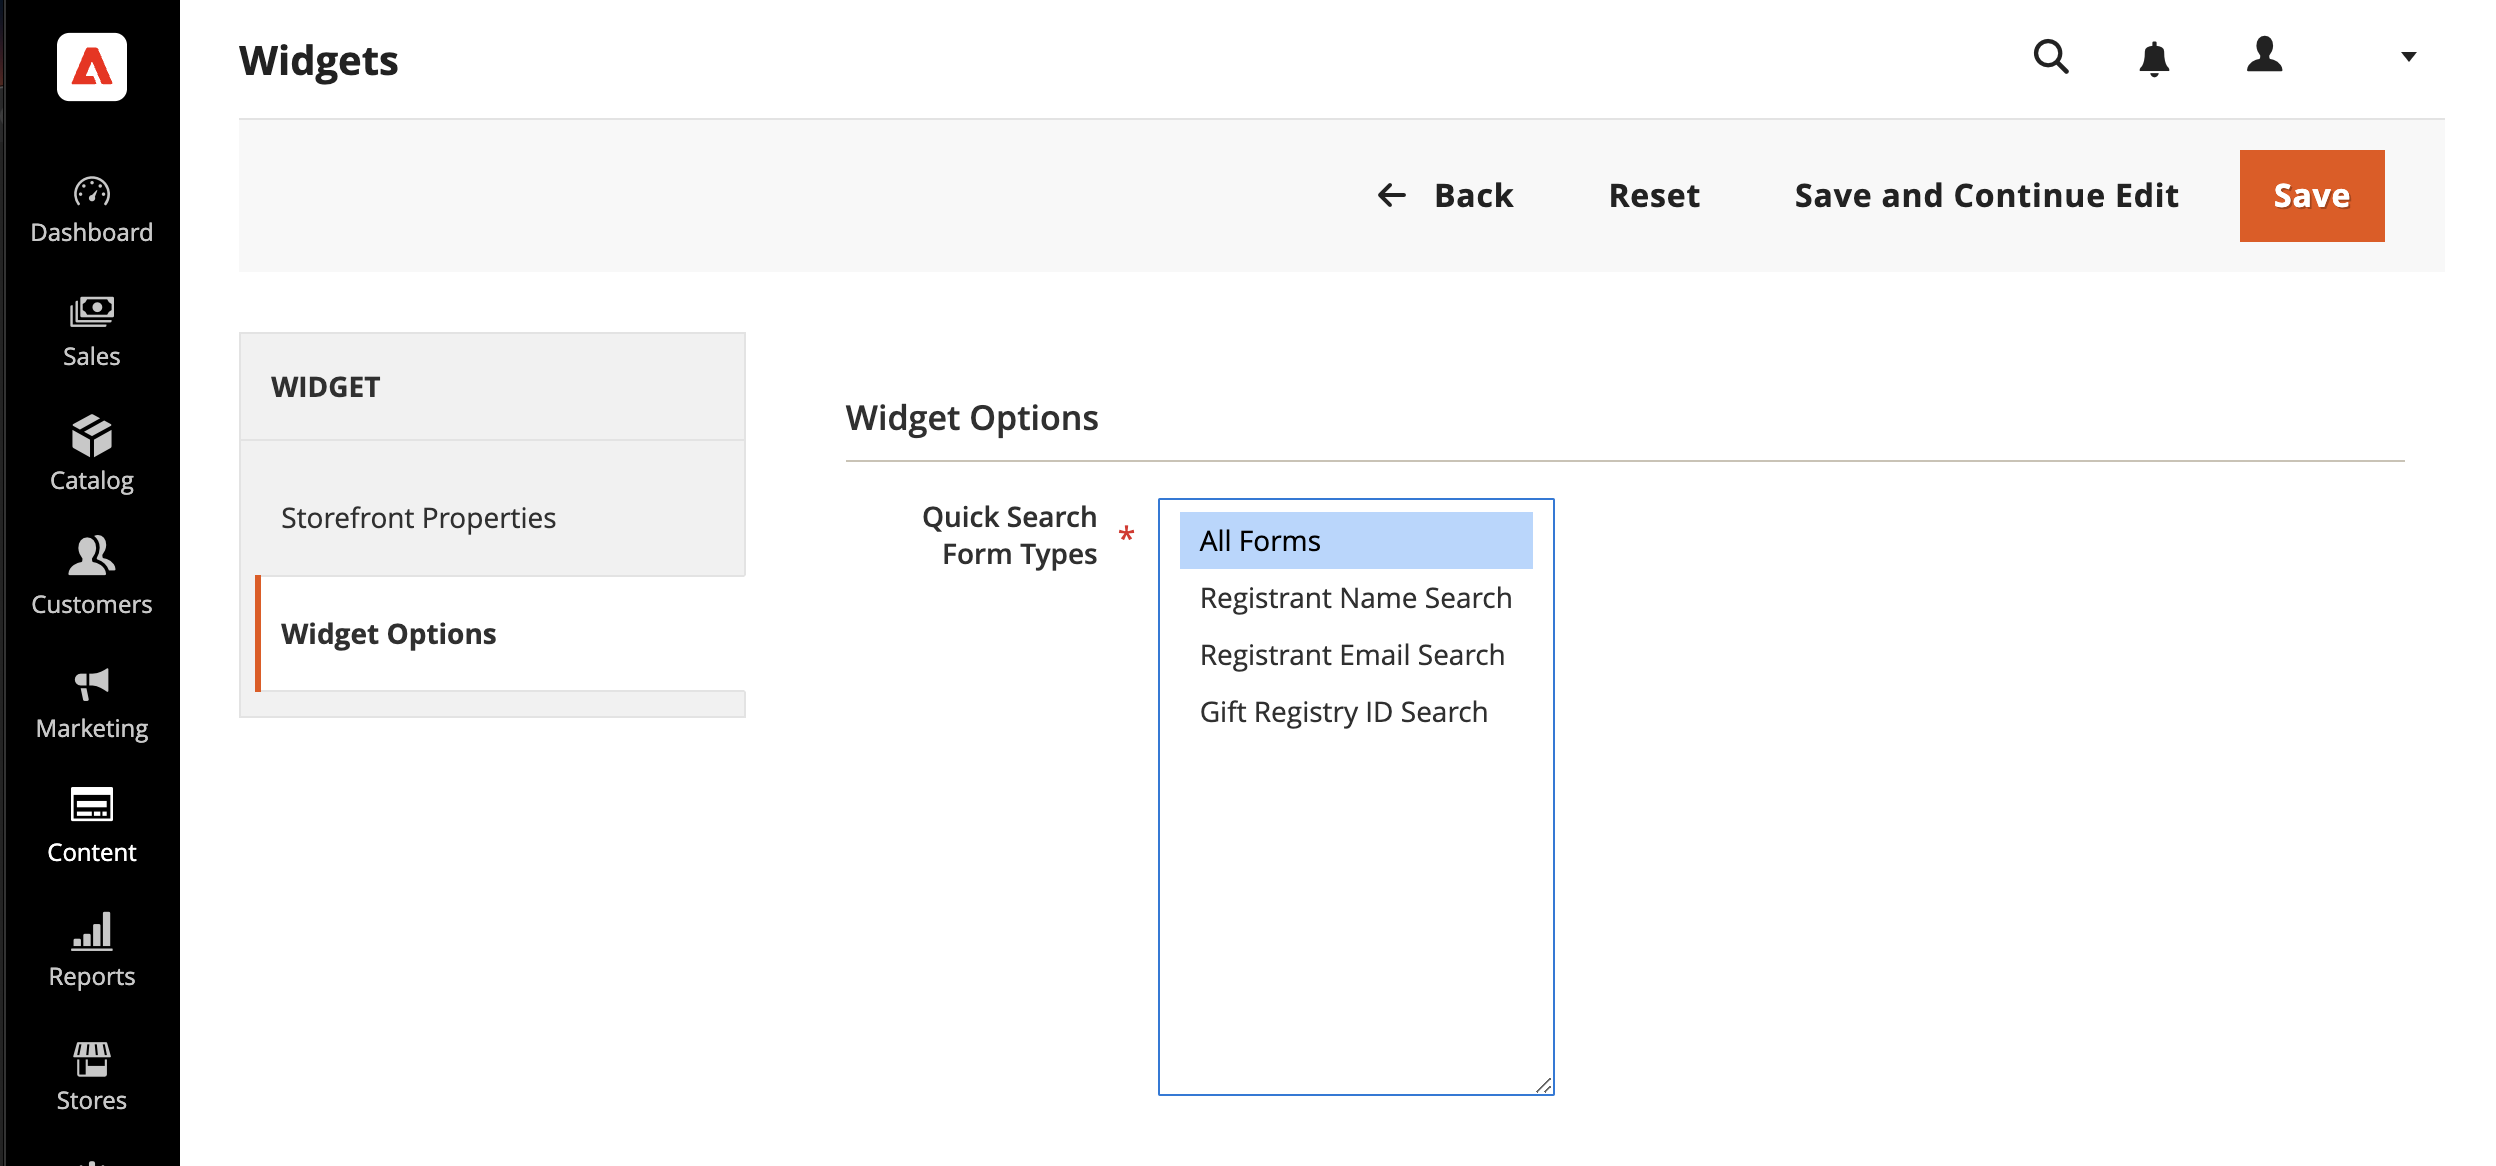 Widgets
Back
Reset
Save and Continue Edit
Save
Dashboard
Sales
Catalog
Customers
Marketing
Content
Reports
Stores
WIDGET
Storefront Properties
Widget Options
Widget Options
Quick Search
Form Types *
All Forms
Registrant Name Search
Registrant Email Search
Gift Registry ID Search